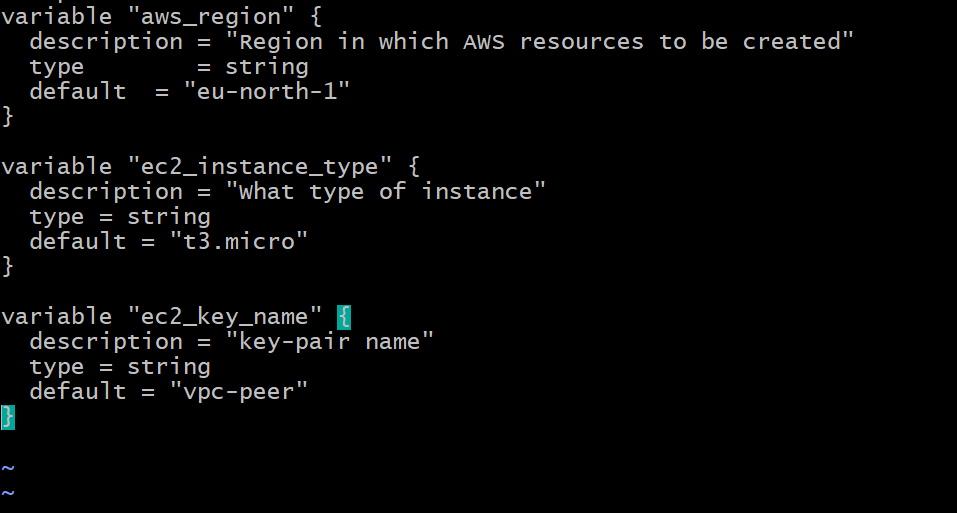 variable "aws_region" {
  description = "Region in which AWS resources to be created"
  type        = string
  default  = "eu-north-1"
}

variable "ec2_instance_type" {
  description = "What type of instance"
  type = string
  default = "t3.micro"
}

variable "ec2_key_name" {
  description = "key-pair name"
  type = string
  default = "vpc-peer"
}

~
~